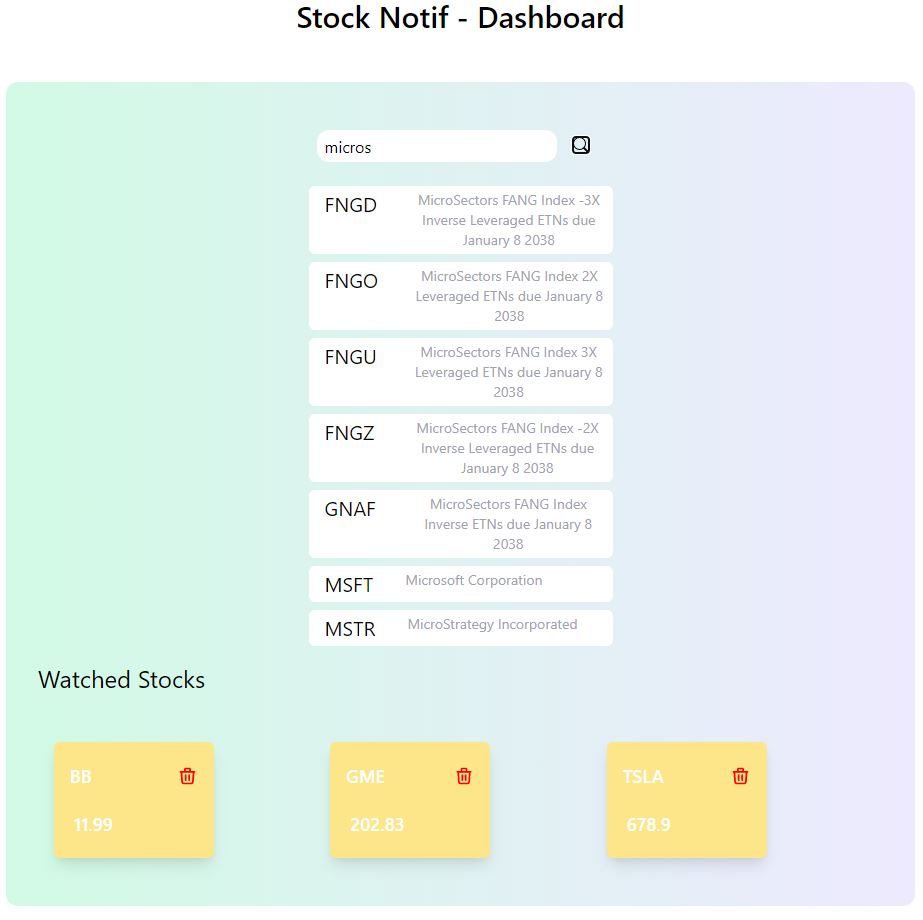 Stock Notif - Dashboard
micros
FNGD
MicroSectors FANG Index -3X
Inverse Leveraged ETNs due
January 8 2038
FNGO
MicroSectors FANG Index 2X
Leveraged ETNs due January 8
2038
FNGU
MicroSectors FANG Index 3X
Leveraged ETNs due January 8
2038
FNGZ
MicroSectors FANG Index -2X
Inverse Leveraged ETNs due
January 8 2038
GNAF
MicroSectors FANG Index
Inverse ETNs due January 8
2038
MSFT
Microsoft Corporation
MSTR
MicroStrategy Incorporated
Watched Stocks
BB
11.99
GME
202.83
TSLA
678.9